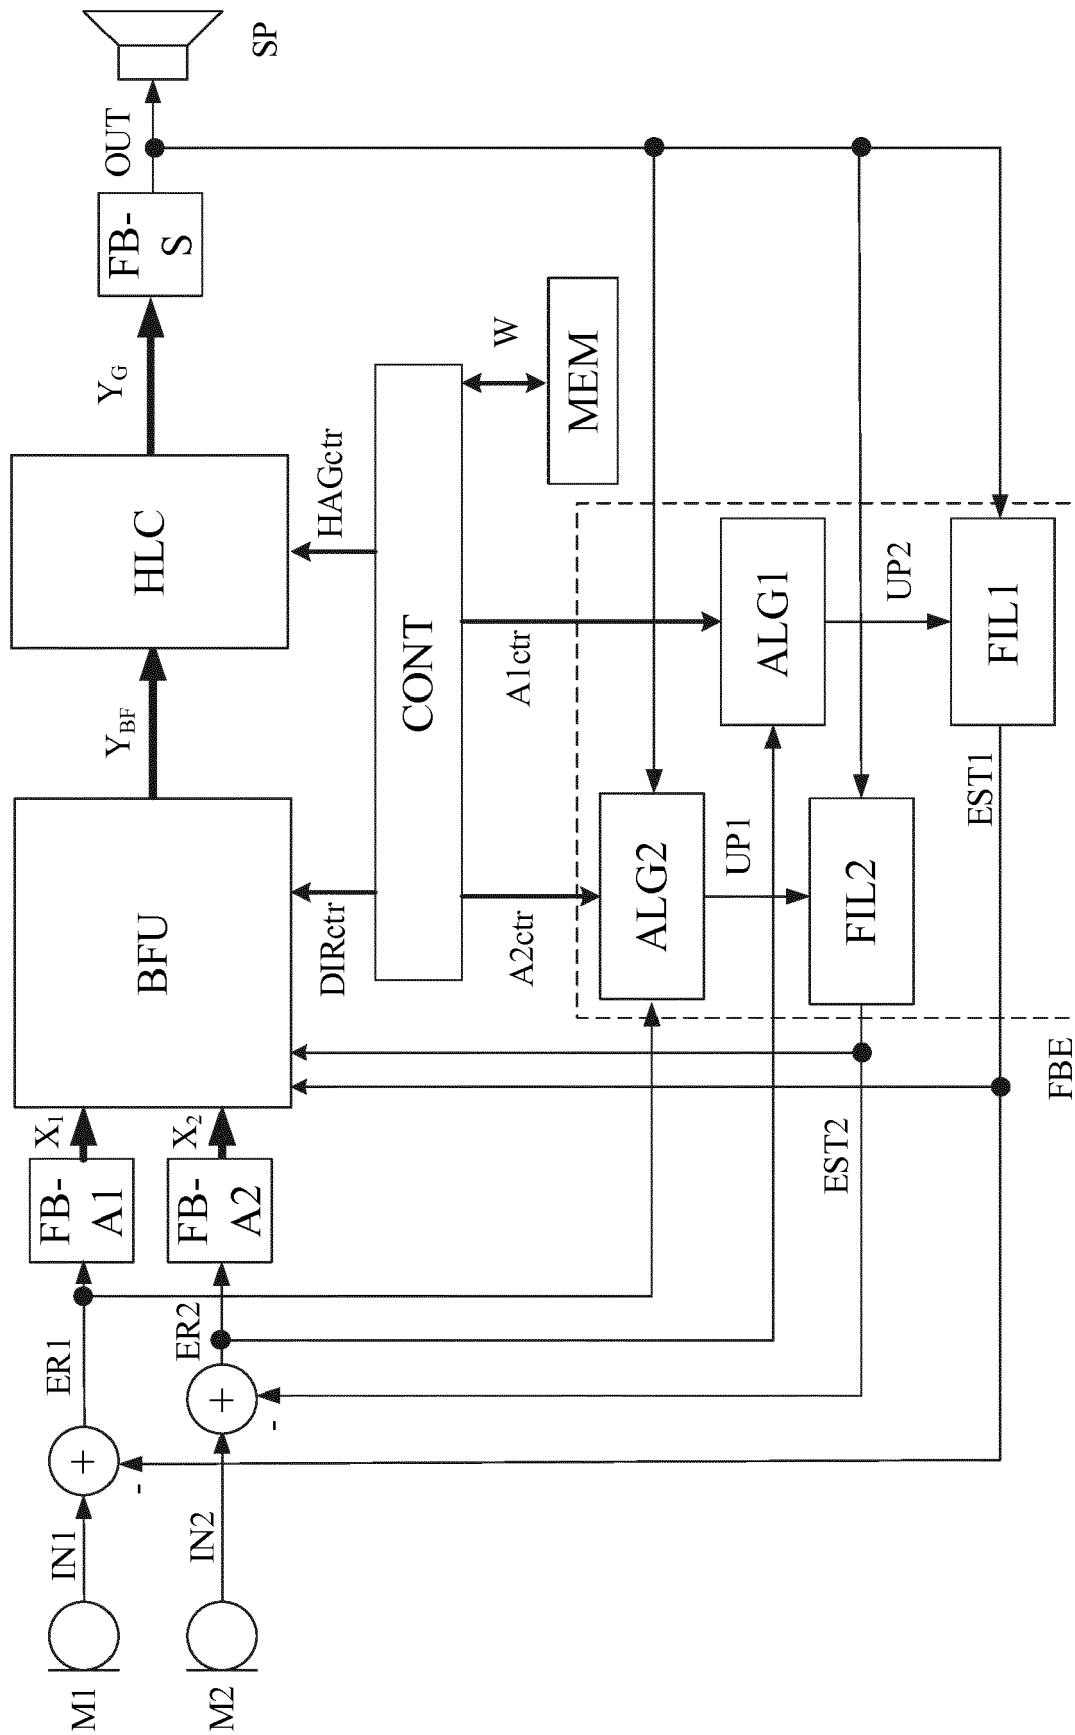 M1
IN1
ER1
FB-
A1
X1
BFU
YBF
HLC
YG
FB-
S
OUT
SP
M2
IN2
ER2
FB-
A2
X2
+
-
+
-
DIRctr
HAGctr
CONT
W
MEM
A2ctr
A1ctr
ALG2
ALG1
UP1
UP2
EST2
FIL2
EST1
FIL1
FBE